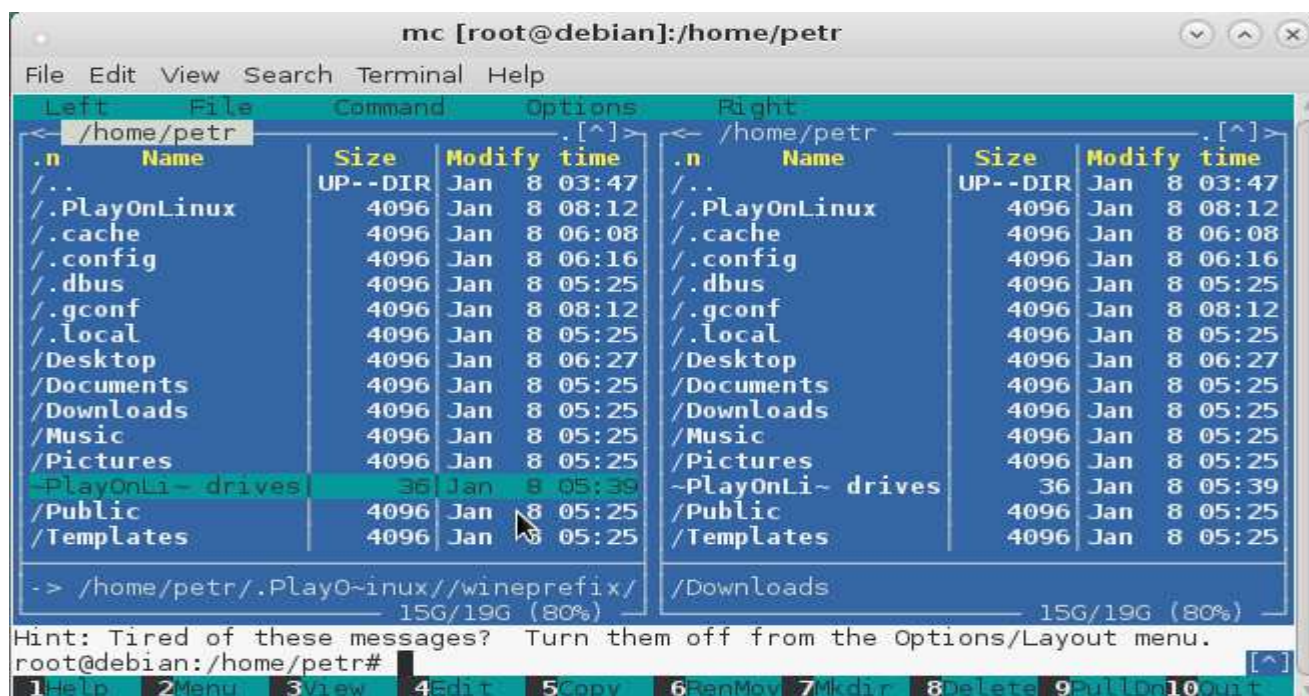 mc [root@debian]:/home/petr
File Edit View Search Terminal Help
Left File Command Options Right
<- /home/petr .[^]> <- /home/petr .[^]>
.n Name Size Modify time .n Name Size Modify time
/.. UP--DIR Jan 8 03:47 /.. UP--DIR Jan 8 03:47
/.PlayOnLinux 4096 Jan 8 08:12 /.PlayOnLinux 4096 Jan 8 08:12
/.cache 4096 Jan 8 06:08 /.cache 4096 Jan 8 06:08
/.config 4096 Jan 8 06:16 /.config 4096 Jan 8 06:16
/.dbus 4096 Jan 8 05:25 /.dbus 4096 Jan 8 05:25
/.gconf 4096 Jan 8 08:12 /.gconf 4096 Jan 8 08:12
/.local 4096 Jan 8 05:25 /.local 4096 Jan 8 05:25
/Desktop 4096 Jan 8 06:27 /Desktop 4096 Jan 8 06:27
/Documents 4096 Jan 8 05:25 /Documents 4096 Jan 8 05:25
/Downloads 4096 Jan 8 05:25 /Downloads 4096 Jan 8 05:25
/Music 4096 Jan 8 05:25 /Music 4096 Jan 8 05:25
/Pictures 4096 Jan 8 05:25 /Pictures 4096 Jan 8 05:25
~PlayOnLi~ drives 36 Jan 8 05:39 ~PlayOnLi~ drives 36 Jan 8 05:39
/Public 4096 Jan 8 05:25 /Public 4096 Jan 8 05:25
/Templates 4096 Jan 8 05:25 /Templates 4096 Jan 8 05:25
-> /home/petr/.PlayO~inux//wineprefix/ /Downloads
15G/19G (80%) 15G/19G (80%)
Hint: Tired of these messages? Turn them off from the Options/Layout menu.
root@debian:/home/petr# [^]
1Help 2Menu 3View 4Edit 5Copy 6RenMov 7Mkdir 8Delete 9PullDn 10Quit